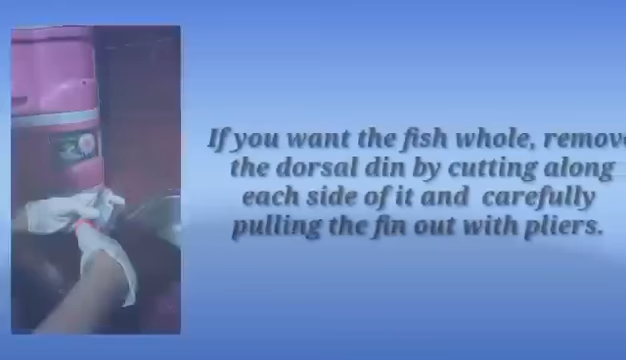 If you want the fish whole, remove
the dorsal din by cutting along
each side of it and carefully
pulling the fin out with pliers.